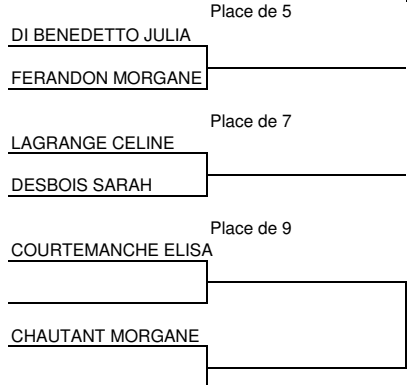 Place de 5
DI BENEDETTO JULIA
FERANDON MORGANE
Place de 7
LAGRANGE CELINE
DESBOIS SARAH
Place de 9
COURTEMANCHE ELISA
CHAUTANT MORGANE